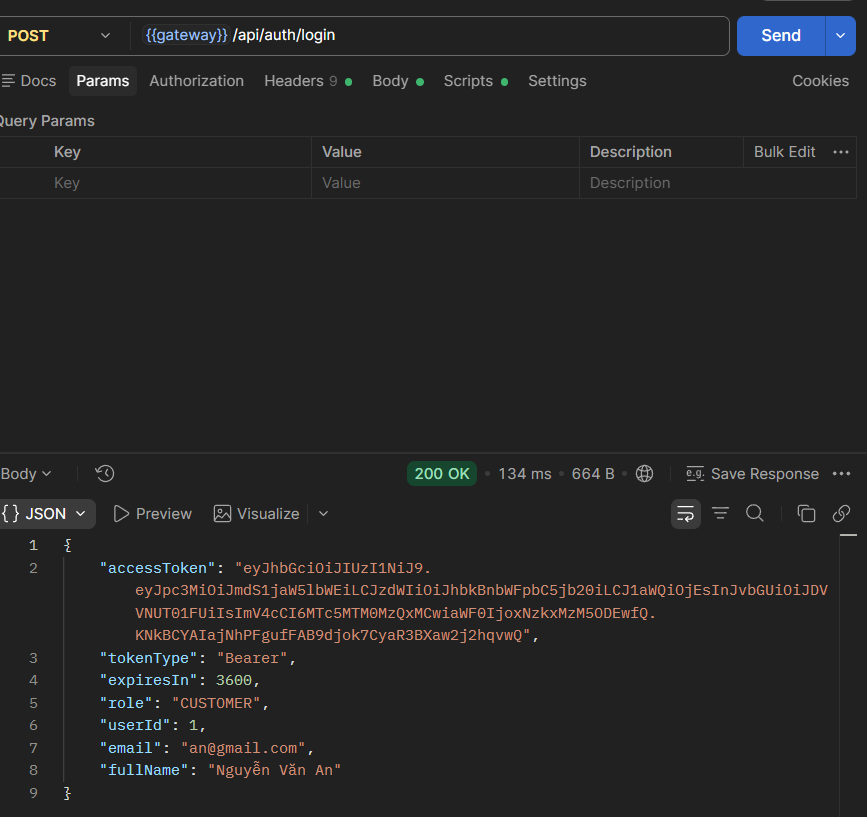 POST {{gateway}} /api/auth/login Send
Docs Params Authorization Headers 9 Body Scripts Settings Cookies
Query Params
Key Value Description Bulk Edit
Key Value Description
Body 200 OK 134 ms 664 B e.g. Save Response
{} JSON Preview Visualize
1 {
2 "accessToken": "eyJhbGciOiJIUzI1NiJ9.
eyJpc3MiOiJmdS1jaW5lbWEiLCJzdWIiOiJhbkBnbWFpbC5jb20iLCJ1aWQiOjEsInJvbGUiOiJDV
VNUT01FUiIsImV4cCI6MTc5MTM0MzQxMCwiaWF0IjoxNzkxMzM5ODEwfQ.
KNkBCYAIajNhPFgufFAB9djok7CyaR3BXaw2j2hqvwQ",
3 "tokenType": "Bearer",
4 "expiresIn": 3600,
5 "role": "CUSTOMER",
6 "userId": 1,
7 "email": "an@gmail.com",
8 "fullName": "Nguyễn Văn An"
9 }